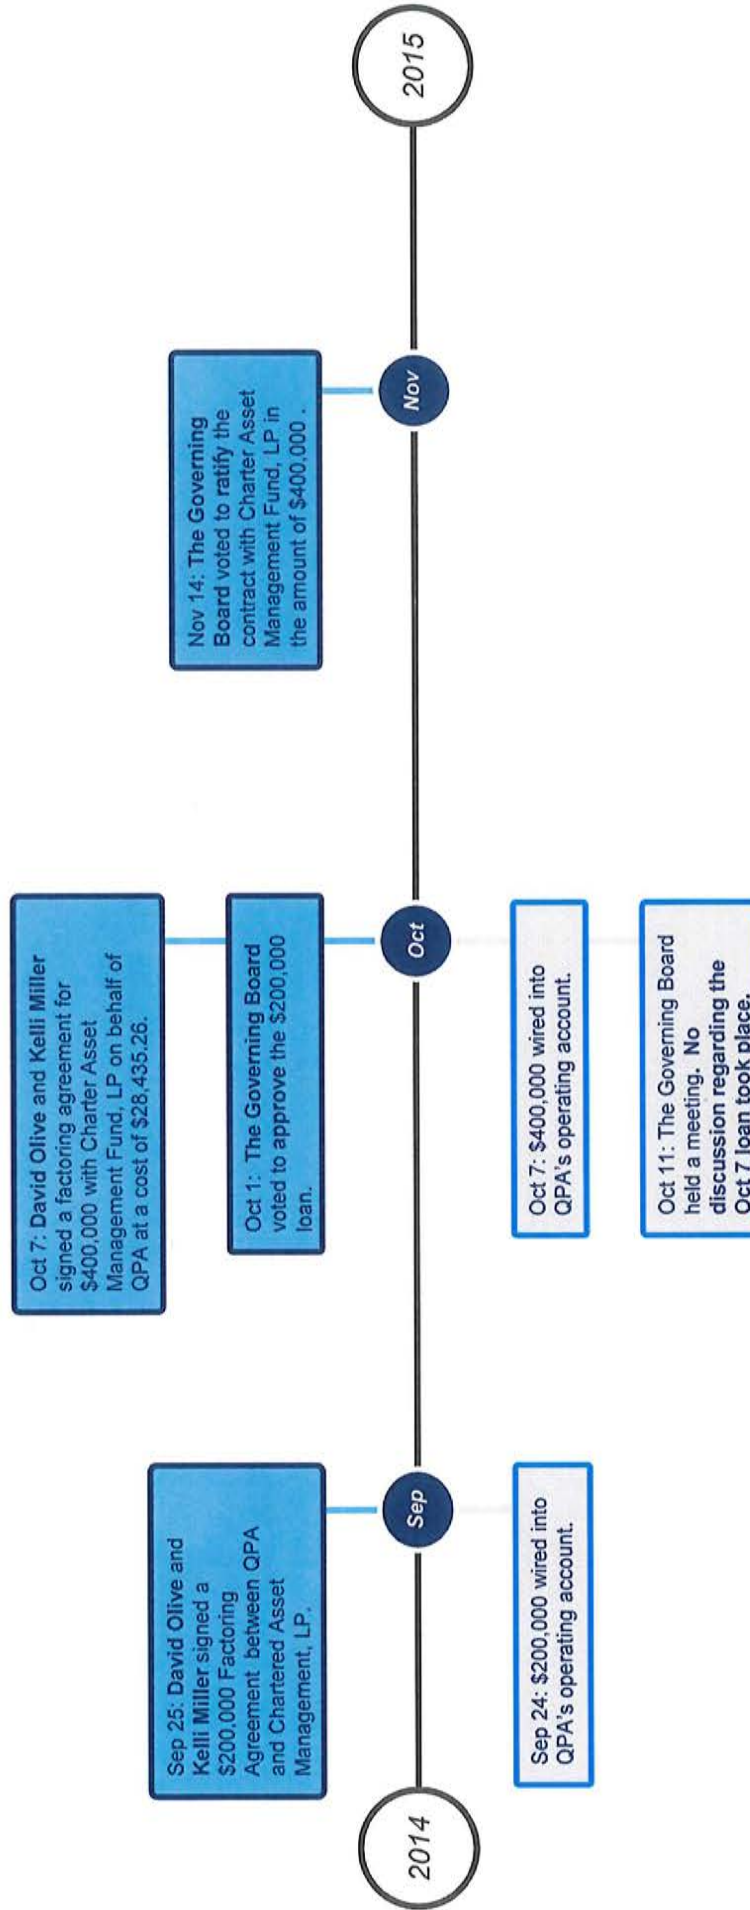 2014
Sep 25: David Olive and
Kelli Miller signed a
$200,000 Factoring
Agreement between QPA
and Chartered Asset
Management, LP.
Sep
Sep 24: $200,000 wired into
QPA's operating account.
Oct 7: David Olive and Kelli Miller
signed a factoring agreement for
$400,000 with Charter Asset
Management Fund, LP on behalf of
QPA at a cost of $28,435.26.
Oct 1: The Governing Board
voted to approve the $200,000
loan.
Oct
Oct 7: $400,000 wired into
QPA's operating account.
Oct 11: The Governing Board
held a meeting. No
discussion regarding the
Oct 7 loan took place.
Nov 14: The Governing
Board voted to ratify the
contract with Charter Asset
Management Fund, LP in
the amount of $400,000 .
Nov
2015